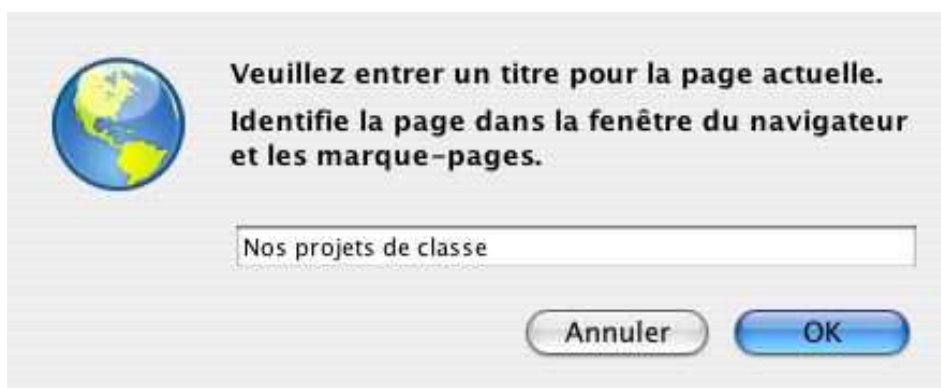 Veuillez entrer un titre pour la page actuelle.
Identifie la page dans la fenêtre du navigateur
et les marque-pages.
Nos projets de classe
Annuler OK